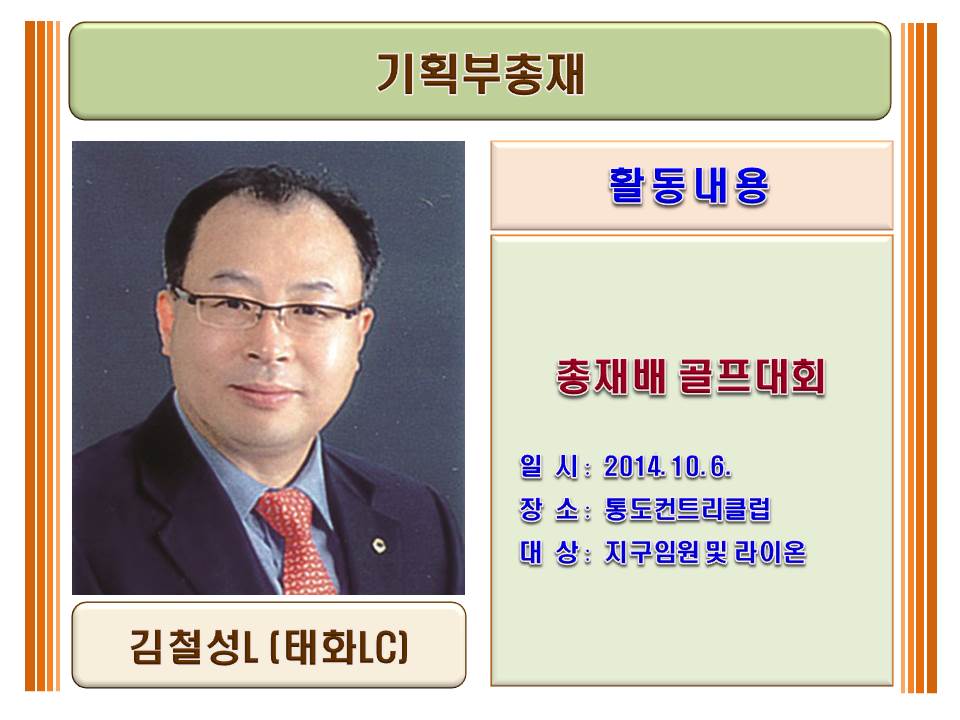 기획부총재
활동내용
총재배 골프대회
일 시 : 2014. 10. 6.
장 소 : 통도컨트리클럽
대 상 : 지구임원 및 라이온
김철성L (태화LC)